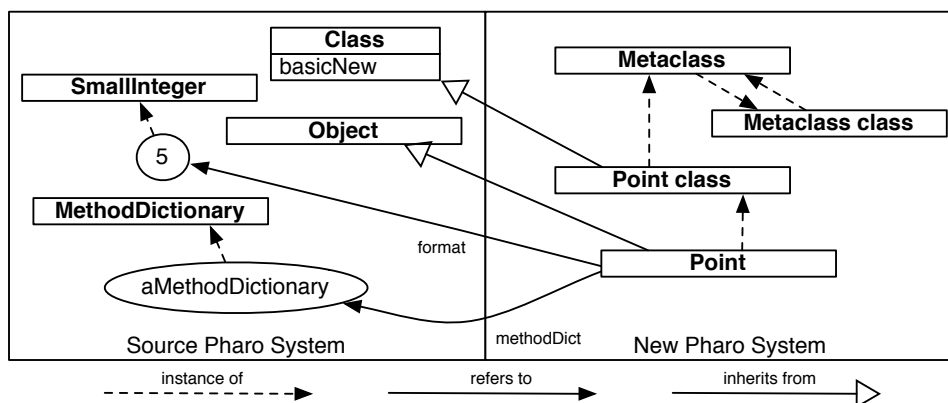 Class
basicNew
Metaclass
SmallInteger
Metaclass class
Object
5
Point class
MethodDictionary
format
Point
aMethodDictionary
methodDict
Source Pharo System
New Pharo System
instance of
refers to
inherits from